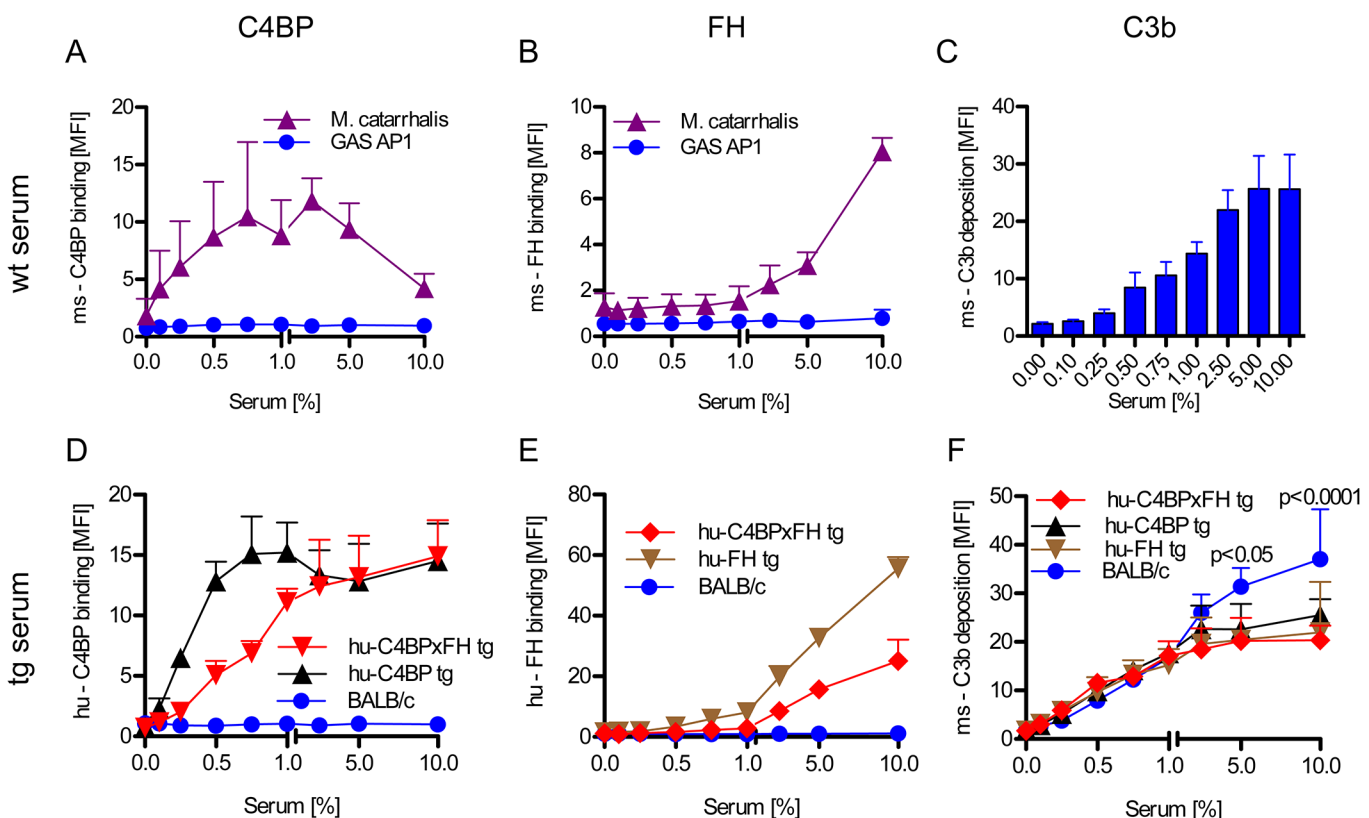 C4BP
FH
C3b
wt serum
A
ms - C4BP binding [MFI]
20
15
10
5
0
M. catarrhalis
GAS AP1
0.0 0.5 1.0 5.0 10.0
Serum [%]
B
ms - FH binding [MFI]
10
8
6
4
2
0
M. catarrhalis
GAS AP1
0.0 0.5 1.0 5.0 10.0
Serum [%]
C
ms - C3b deposition [MFI]
40
30
20
10
0
0.00 0.10 0.25 0.50 0.75 1.00 2.50 5.00 10.00
Serum [%]
tg serum
D
hu - C4BP binding [MFI]
20
15
10
5
0
hu-C4BPxFH tg
hu-C4BP tg
BALB/c
0.0 0.5 1.0 5.0 10.0
Serum [%]
E
hu - FH binding [MFI]
80
60
40
20
0
hu-C4BPxFH tg
hu-FH tg
BALB/c
0.0 0.5 1.0 5.0 10.0
Serum [%]
F
ms - C3b deposition [MFI]
50
40
30
20
10
0
hu-C4BPxFH tg
hu-C4BP tg
hu-FH tg
BALB/c
p<0.0001
p<0.05
0.0 0.5 1.0 5.0 10.0
Serum [%]